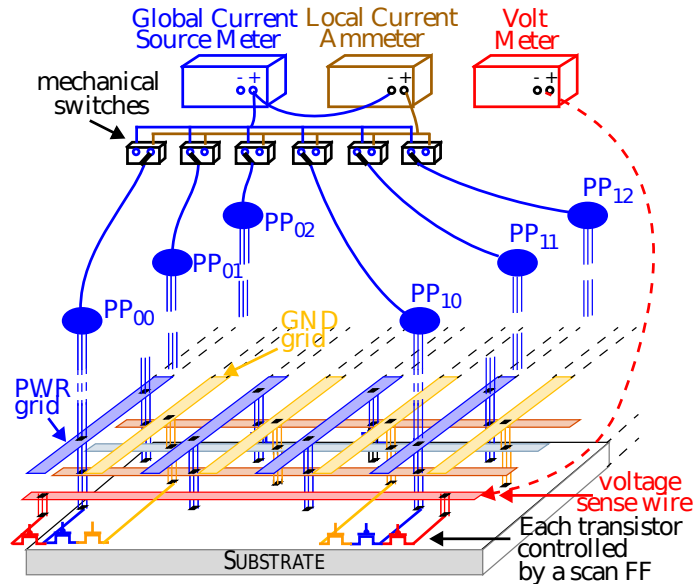 Global Current
Source Meter
Local Current
Ammeter
Volt
Meter
- +
- +
- +
mechanical
switches
PP12
PP02
PP11
PP01
PP00
PP10
GND
grid
PWR
grid
voltage
sense wire
Each transistor
controlled
by a scan FF
SUBSTRATE